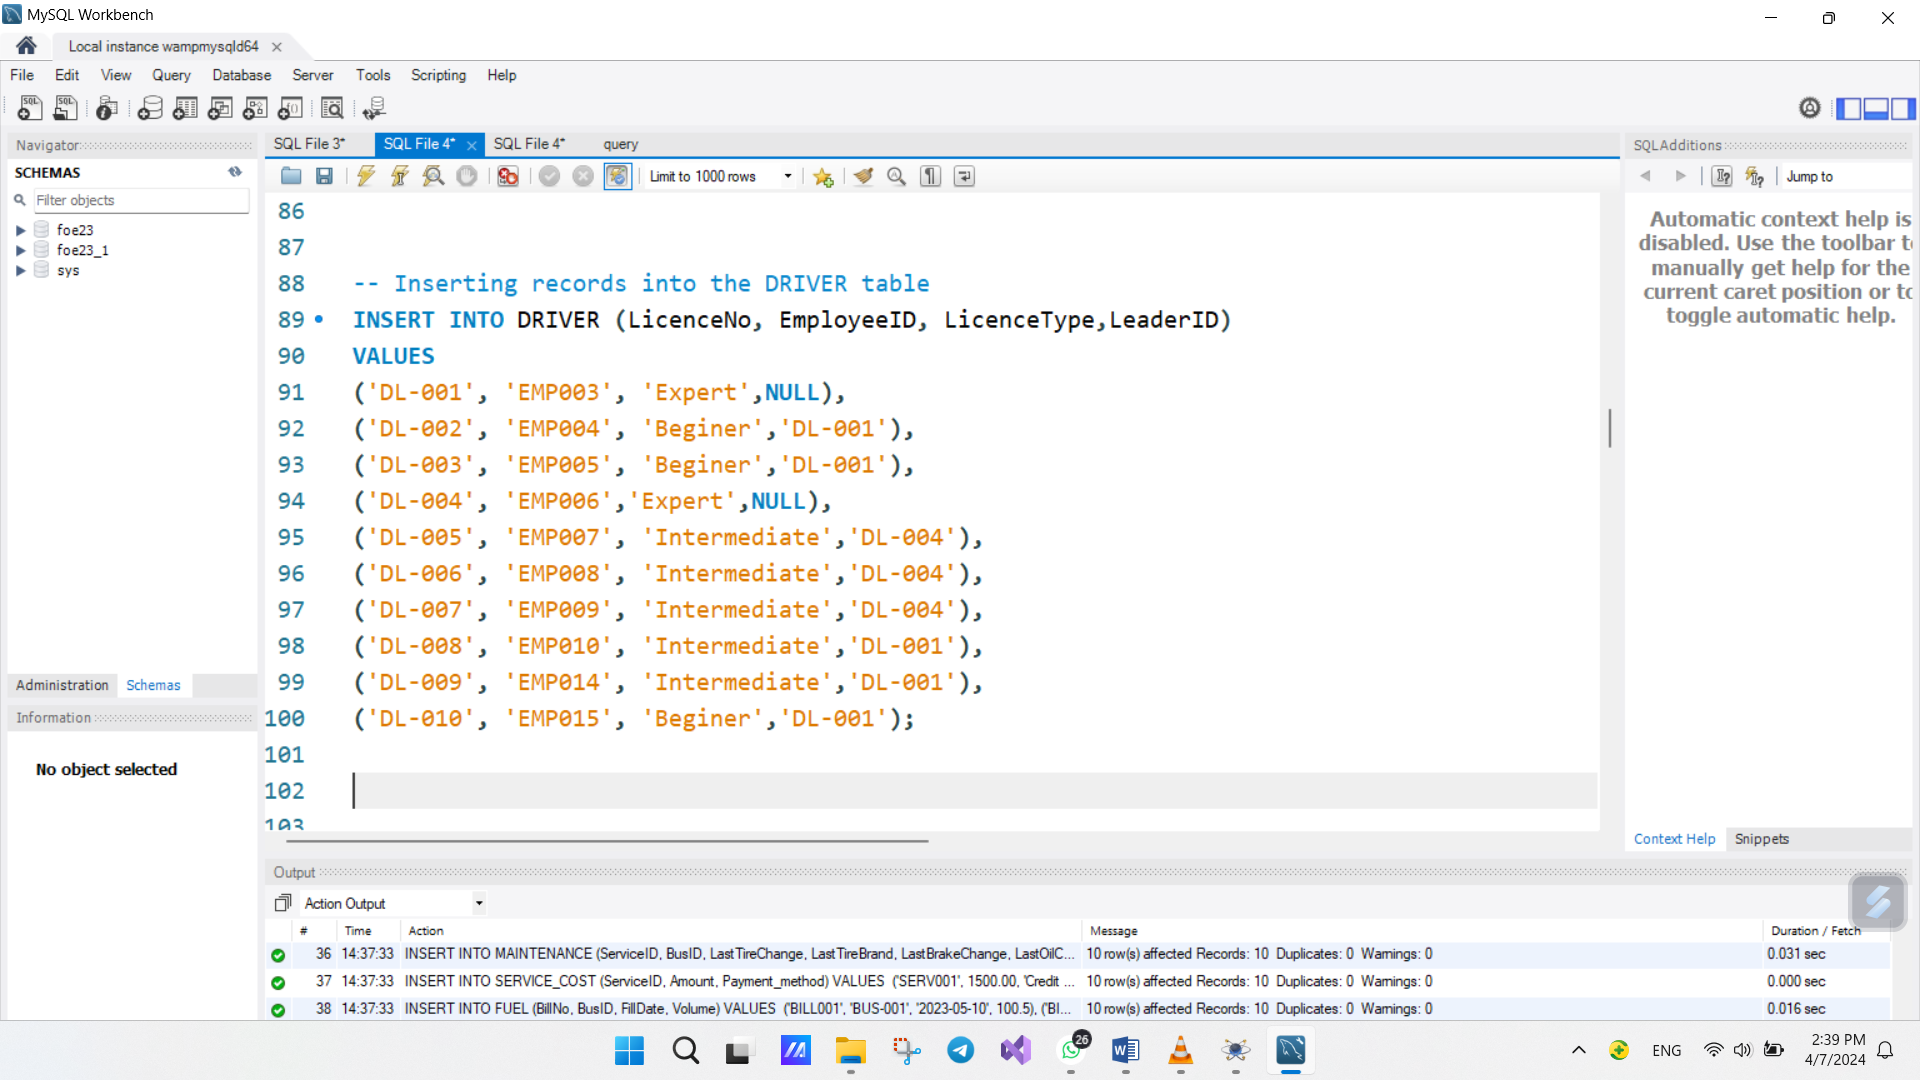 MySQL Workbench
Local instance wampmysqld64
File Edit View Query Database Server Tools Scripting Help
Navigator
SCHEMAS
Filter objects
foe23
foe23_1
sys
Administration Schemas
Information
No object selected
SQL File 3* SQL File 4* SQL File 4* query
Limit to 1000 rows
86
87
88 -- Inserting records into the DRIVER table
89 INSERT INTO DRIVER (LicenceNo, EmployeeID, LicenceType,LeaderID)
90 VALUES
91 ('DL-001', 'EMP003', 'Expert',NULL),
92 ('DL-002', 'EMP004', 'Beginer','DL-001'),
93 ('DL-003', 'EMP005', 'Beginer','DL-001'),
94 ('DL-004', 'EMP006','Expert',NULL),
95 ('DL-005', 'EMP007', 'Intermediate','DL-004'),
96 ('DL-006', 'EMP008', 'Intermediate','DL-004'),
97 ('DL-007', 'EMP009', 'Intermediate','DL-004'),
98 ('DL-008', 'EMP010', 'Intermediate','DL-001'),
99 ('DL-009', 'EMP014', 'Intermediate','DL-001'),
100 ('DL-010', 'EMP015', 'Beginer','DL-001');
101
102
103
SQLAdditions
Jump to
Automatic context help is
disabled. Use the toolbar to
manually get help for the
current caret position or to
toggle automatic help.
Context Help Snippets
Output
Action Output
# Time Action Message Duration / Fetch
36 14:37:33 INSERT INTO MAINTENANCE (ServiceID, BusID, LastTireChange, LastTireBrand, LastBrakeChange, LastOilC... 10 row(s) affected Records: 10 Duplicates: 0 Warnings: 0 0.031 sec
37 14:37:33 INSERT INTO SERVICE_COST (ServiceID, Amount, Payment_method) VALUES ('SERV001', 1500.00, 'Credit ... 10 row(s) affected Records: 10 Duplicates: 0 Warnings: 0 0.000 sec
38 14:37:33 INSERT INTO FUEL (BillNo, BusID, FillDate, Volume) VALUES ('BILL001', 'BUS-001', '2023-05-10', 100.5), ('BI... 10 row(s) affected Records: 10 Duplicates: 0 Warnings: 0 0.016 sec
26
ENG
2:39 PM
4/7/2024